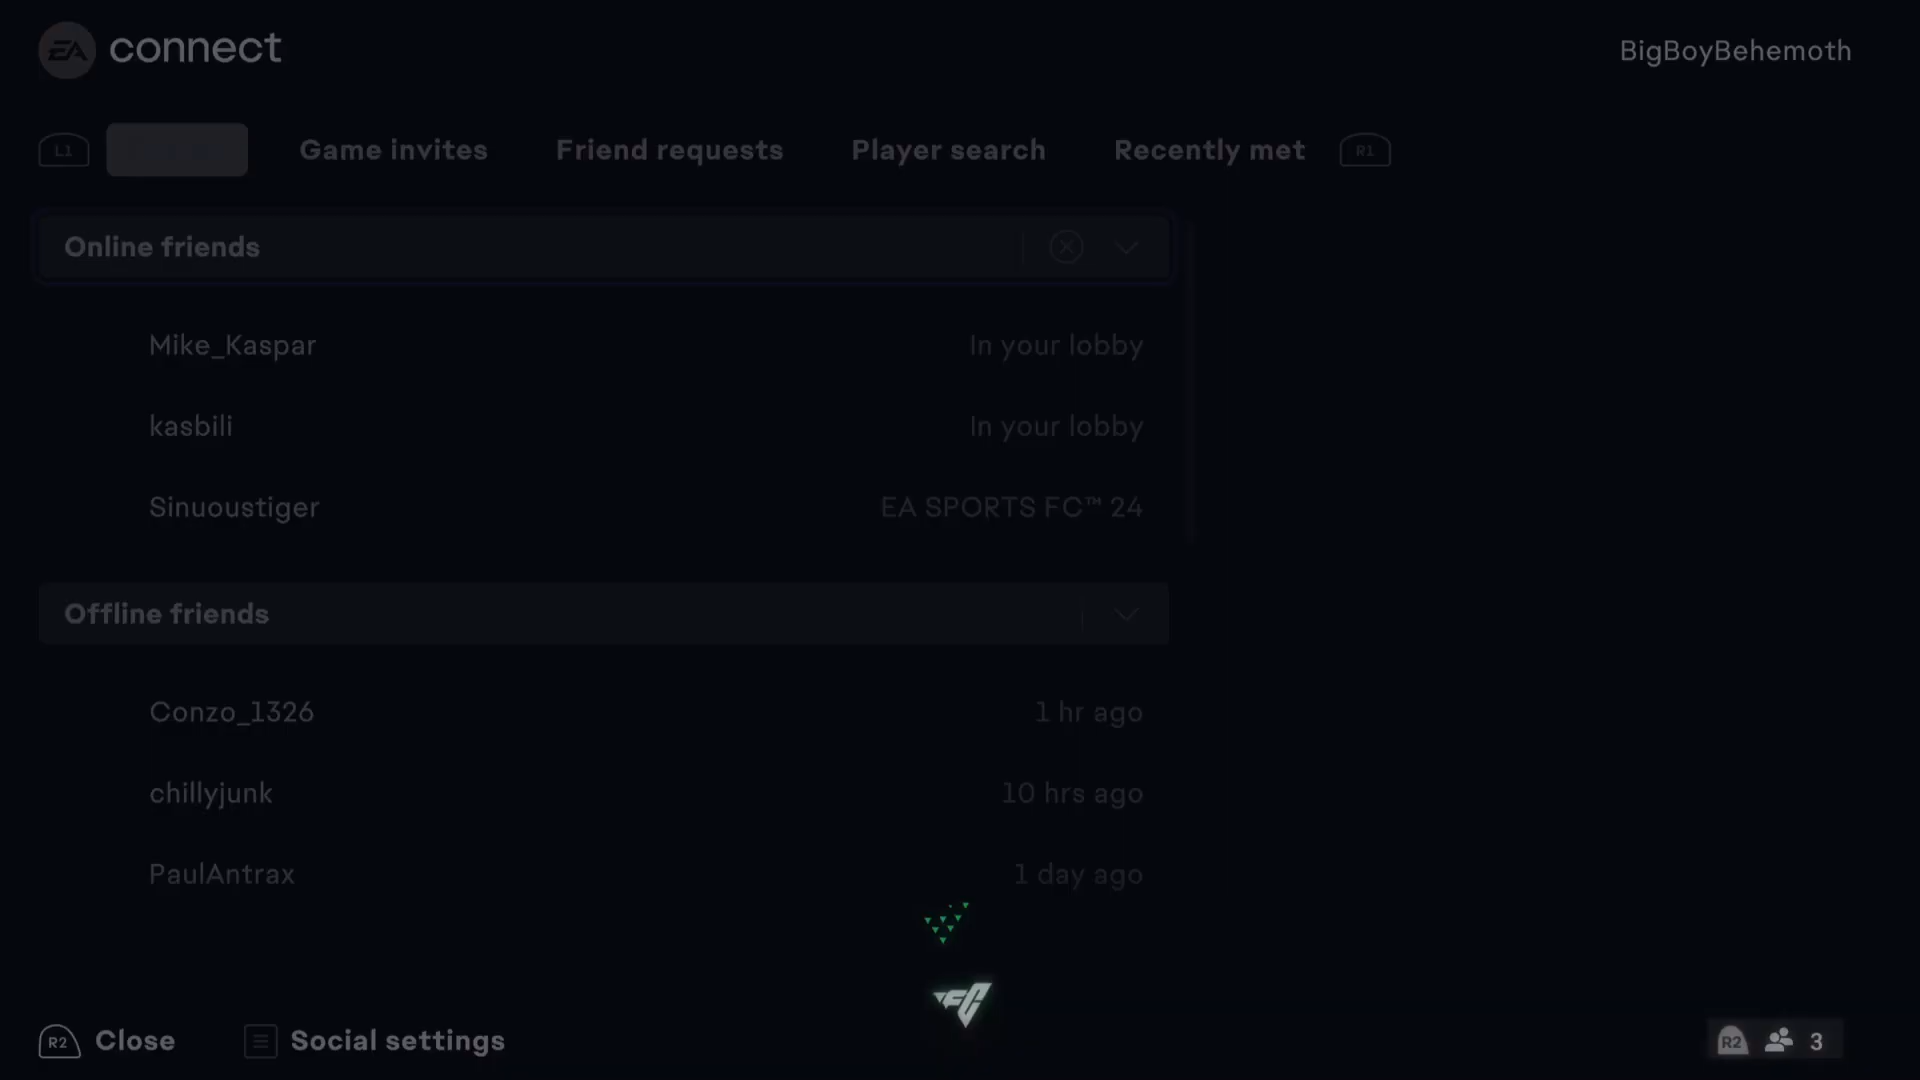 EA connect
BigBoyBehemoth
L1
Game invites
Friend requests
Player search
Recently met
R1
Online friends
Mike_Kaspar
In your lobby
kasbili
In your lobby
Sinuoustiger
EA SPORTS FC™ 24
Offline friends
Conzo_1326
1 hr ago
chillyjunk
10 hrs ago
PaulAntrax
1 day ago
FC
R2 Close
Social settings
R2 3